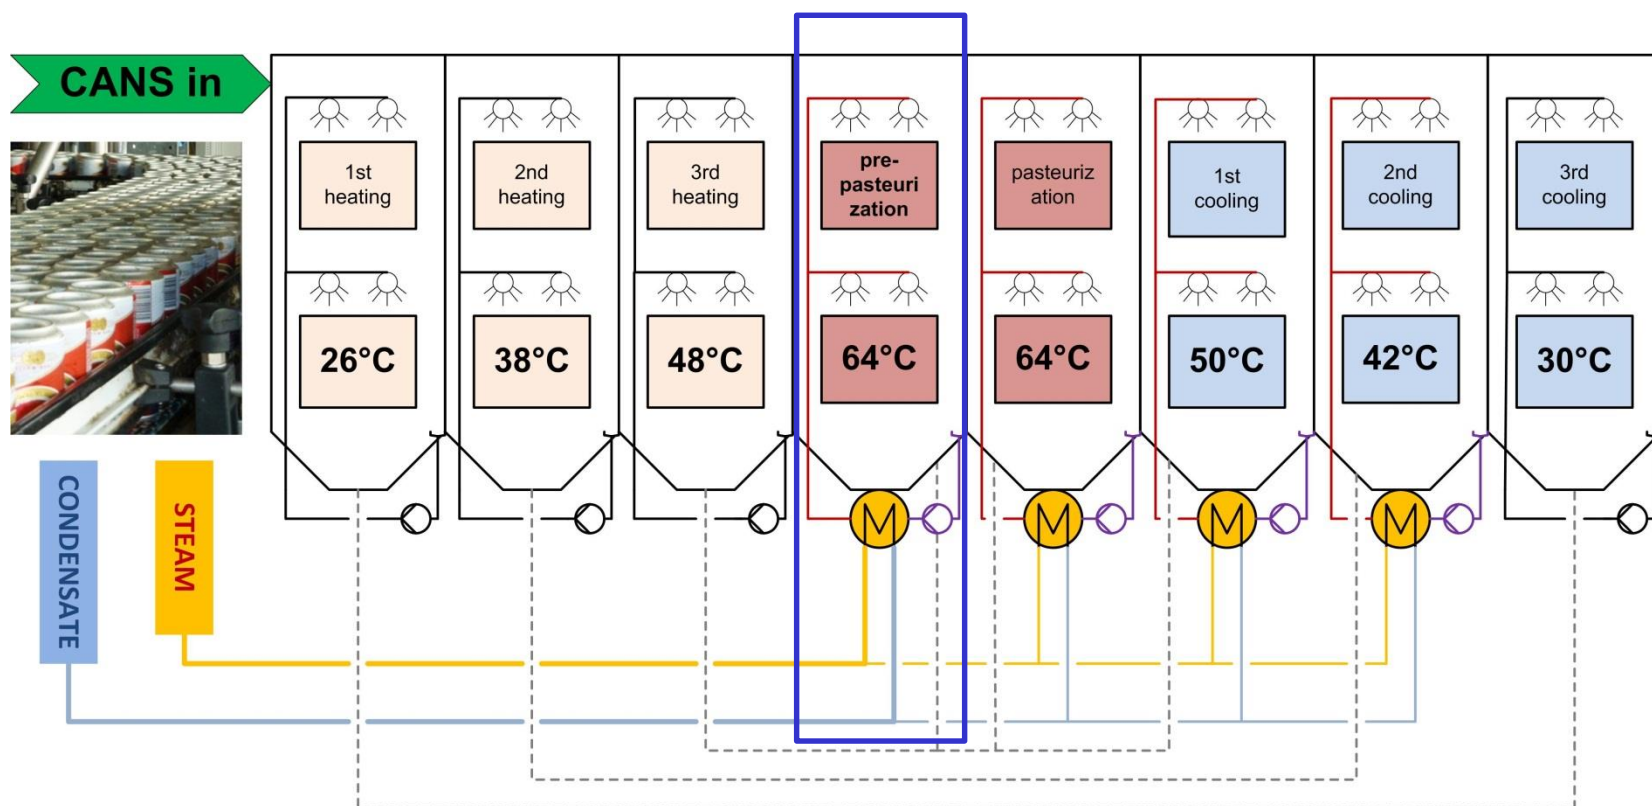 CANS in
1st
heating
2nd
heating
3rd
heating
pre-
pasteuri
zation
pasteuriz
ation
1st
cooling
2nd
cooling
3rd
cooling
26°C
38°C
48°C
64°C
64°C
50°C
42°C
30°C
CONDENSATE
STEAM
M
M
M
M